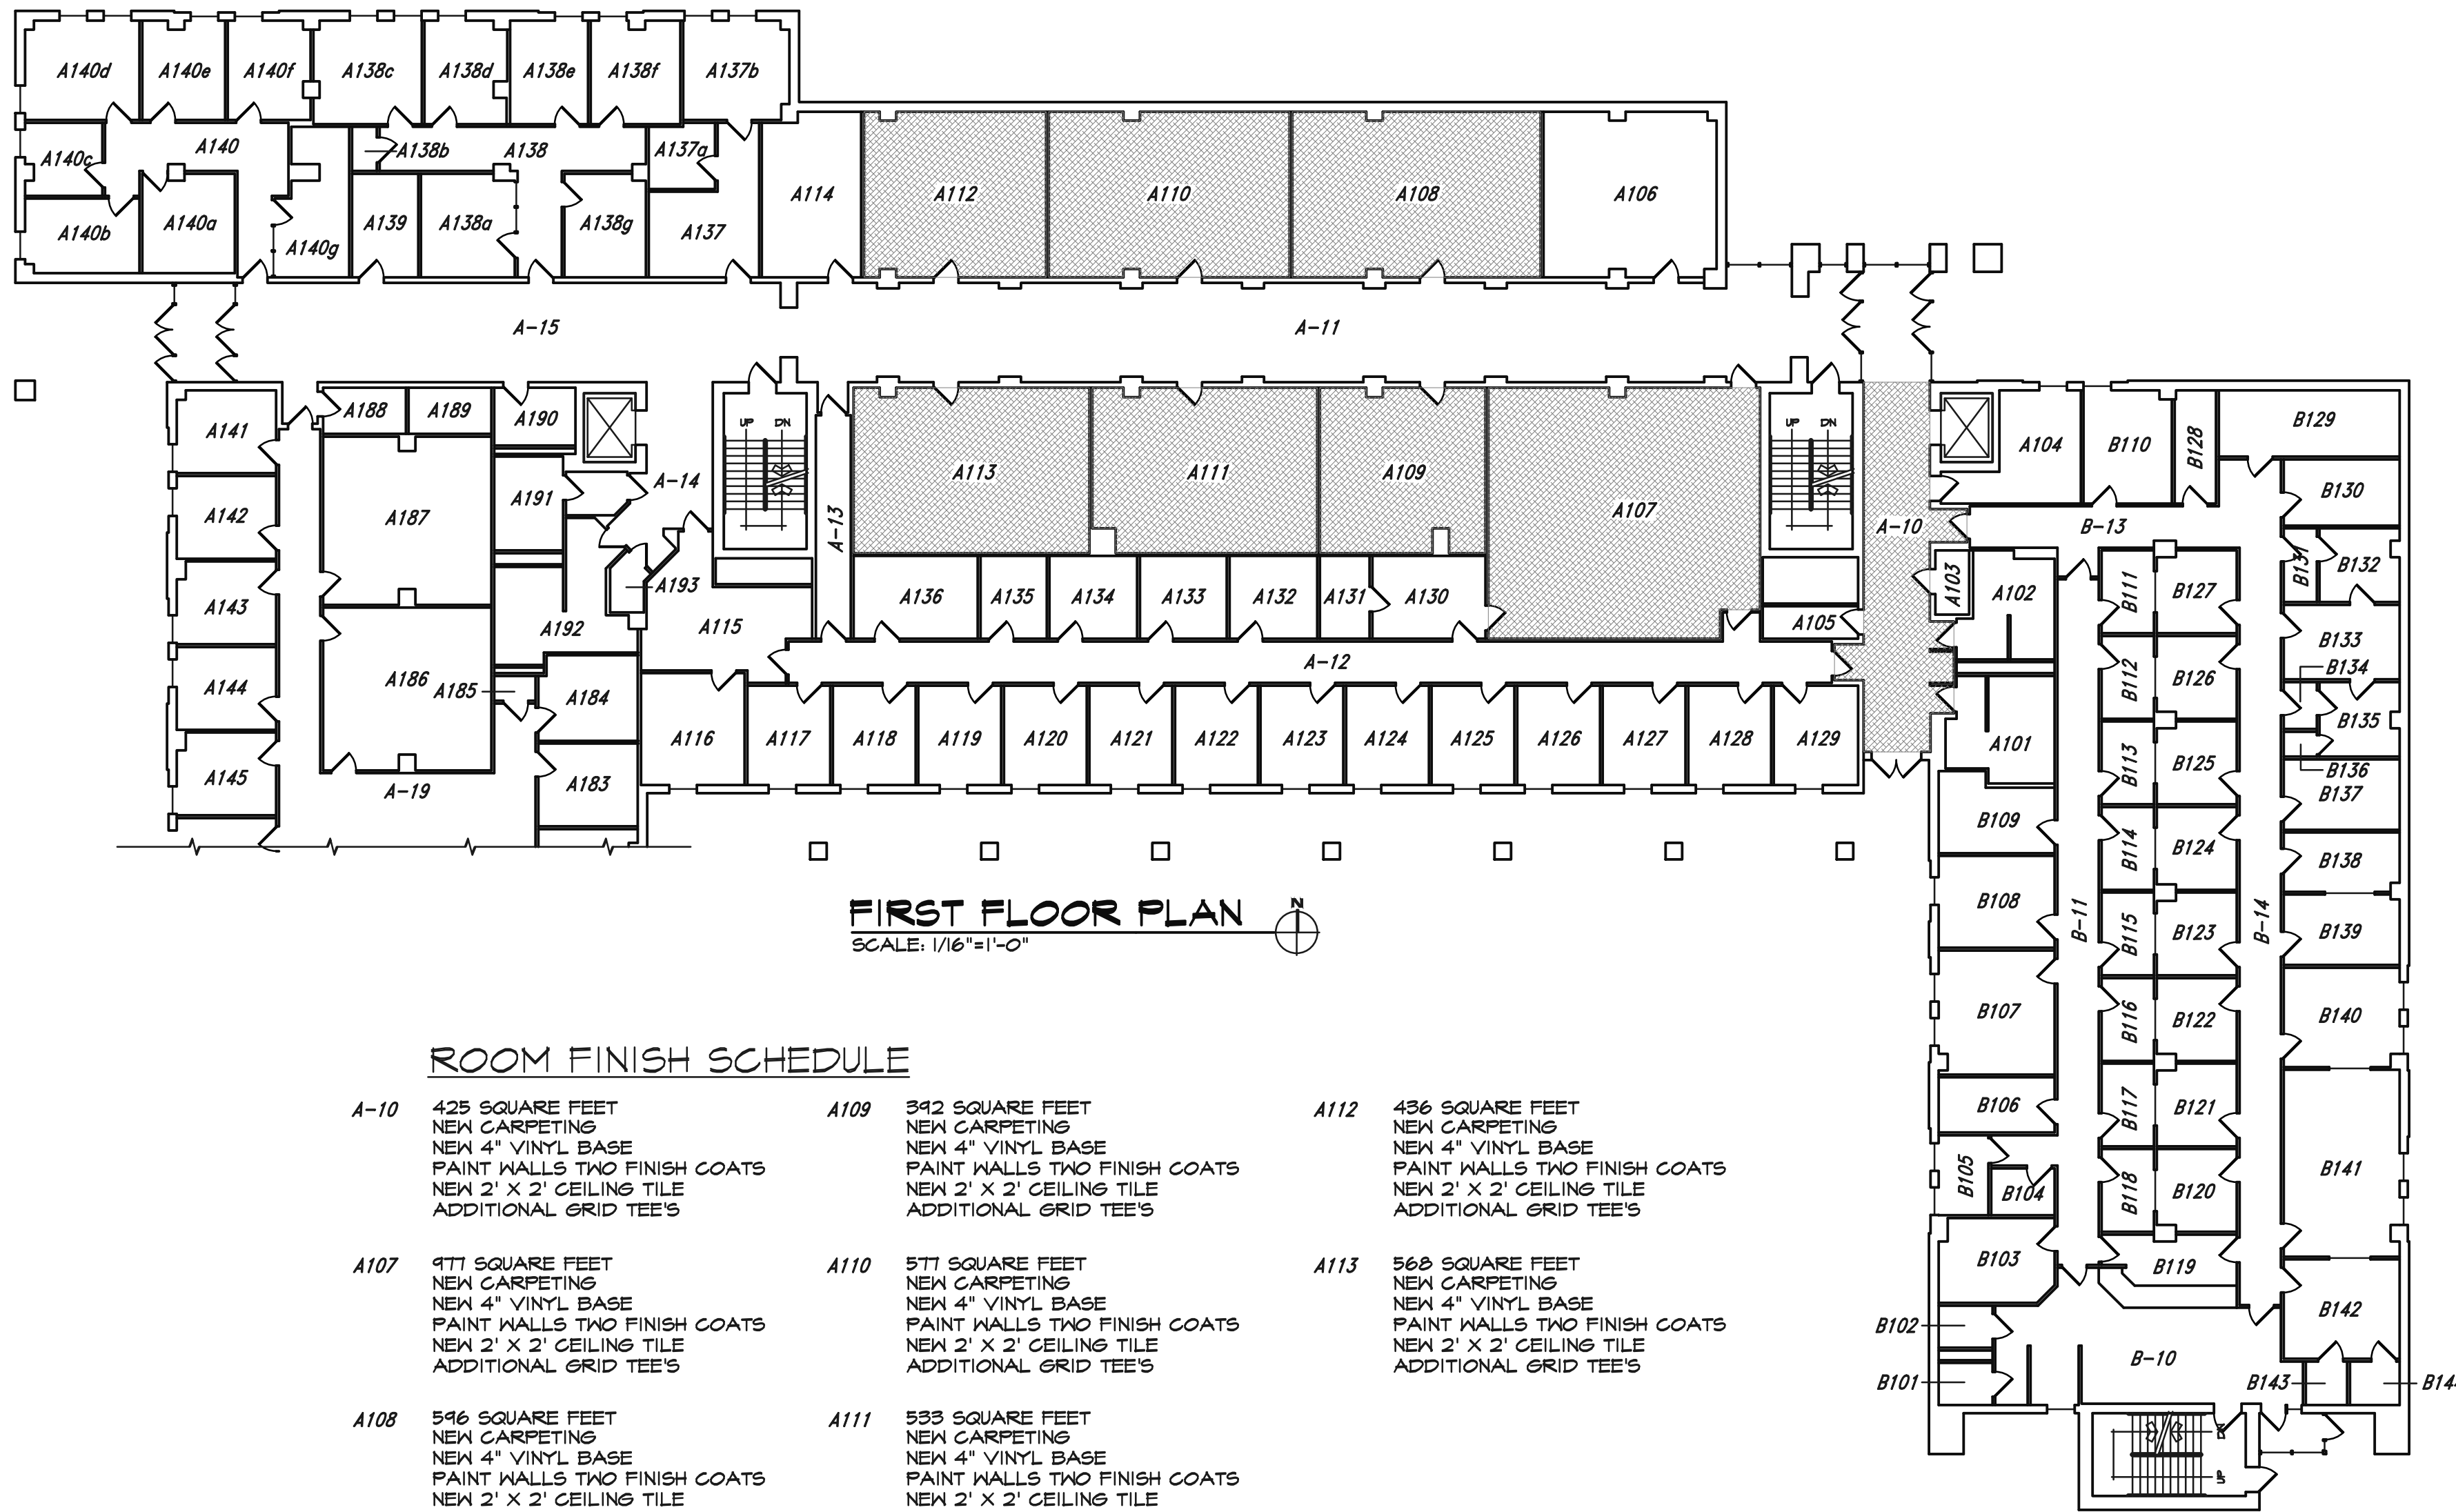 A140d
A140e
A140f
A138c
A138d
A138e
A138f
A137b
A140c
A140
A138b
A138
A137a
A140b
A140a
A140g
A139
A138a
A138g
A137
A114
A112
A110
A108
A106
A-15
A-11
A141
A188
A189
A190
A142
A187
A191
A-14
UP DN
A-13
A113
A111
A109
A107
UP DN
A-10
A104
B110
B128
B129
B130
B-13
A143
A193
A192
A115
A136
A135
A134
A133
A132
A131
A130
A105
A103
A102
B111
B127
B131
B132
A144
A186
A185
A184
A-12
B112
B126
B133
B134
A145
A-19
A183
A116
A117
A118
A119
A120
A121
A122
A123
A124
A125
A126
A127
A128
A129
A101
B113
B125
B135
B136
B137
B109
B114
B124
B138
B108
B-11
B115
B123
B-14
B139
B107
B116
B122
B140
B106
B117
B121
B141
B105
B104
B118
B120
B103
B119
B142
B102
B-10
B101
B143
B14
DN
UP
FIRST FLOOR PLAN
N
SCALE: 1/16"=1'-0"
ROOM FINISH SCHEDULE
A-10 425 SQUARE FEET
NEW CARPETING
NEW 4" VINYL BASE
PAINT WALLS TWO FINISH COATS
NEW 2' X 2' CEILING TILE
ADDITIONAL GRID TEE'S
A107 977 SQUARE FEET
NEW CARPETING
NEW 4" VINYL BASE
PAINT WALLS TWO FINISH COATS
NEW 2' X 2' CEILING TILE
ADDITIONAL GRID TEE'S
A108 596 SQUARE FEET
NEW CARPETING
NEW 4" VINYL BASE
PAINT WALLS TWO FINISH COATS
NEW 2' X 2' CEILING TILE
A109 392 SQUARE FEET
NEW CARPETING
NEW 4" VINYL BASE
PAINT WALLS TWO FINISH COATS
NEW 2' X 2' CEILING TILE
ADDITIONAL GRID TEE'S
A110 577 SQUARE FEET
NEW CARPETING
NEW 4" VINYL BASE
PAINT WALLS TWO FINISH COATS
NEW 2' X 2' CEILING TILE
ADDITIONAL GRID TEE'S
A111 533 SQUARE FEET
NEW CARPETING
NEW 4" VINYL BASE
PAINT WALLS TWO FINISH COATS
NEW 2' X 2' CEILING TILE
A112 436 SQUARE FEET
NEW CARPETING
NEW 4" VINYL BASE
PAINT WALLS TWO FINISH COATS
NEW 2' X 2' CEILING TILE
ADDITIONAL GRID TEE'S
A113 568 SQUARE FEET
NEW CARPETING
NEW 4" VINYL BASE
PAINT WALLS TWO FINISH COATS
NEW 2' X 2' CEILING TILE
ADDITIONAL GRID TEE'S